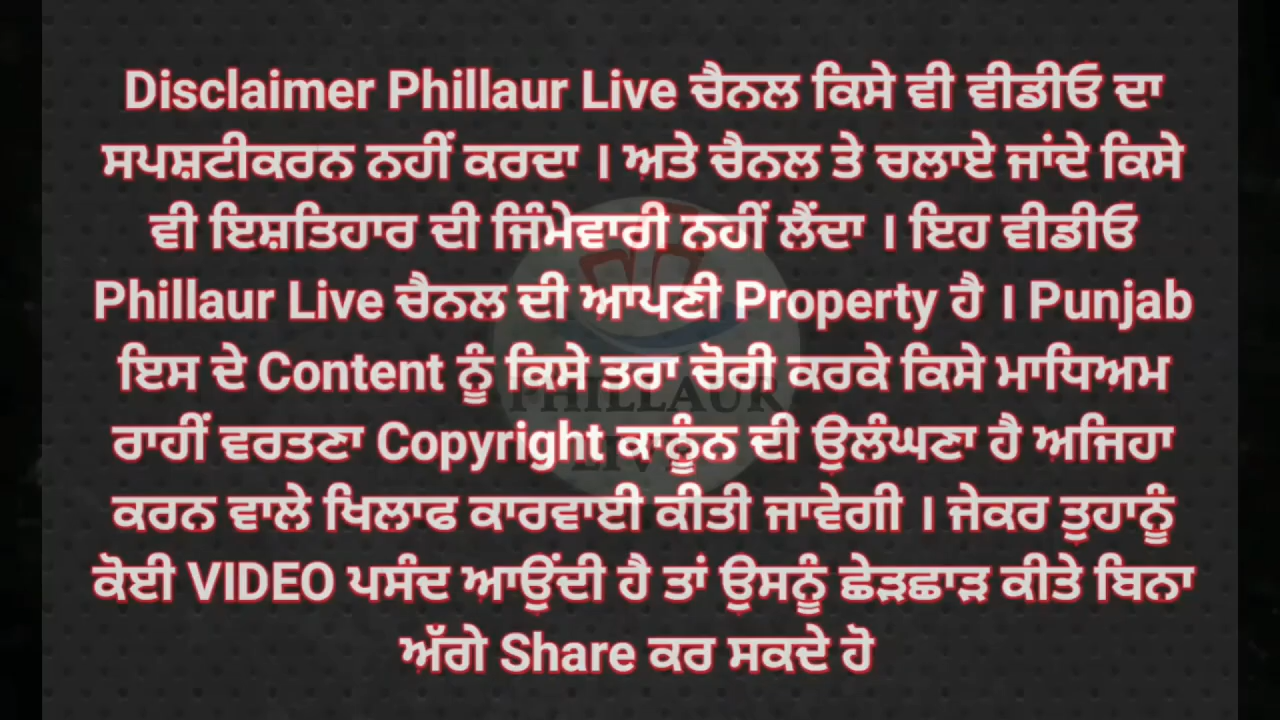 Disclaimer Phillaur Live ਚੈਨਲ ਕਿਸੇ ਵੀ ਵੀਡੀਓ ਦਾ
ਸਪਸ਼ਟੀਕਰਨ ਨਹੀਂ ਕਰਦਾ । ਅਤੇ ਚੈਨਲ ਤੇ ਚਲਾਏ ਜਾਂਦੇ ਕਿਸੇ
ਵੀ ਇਸ਼ਤਿਹਾਰ ਦੀ ਜਿੰਮੇਵਾਰੀ ਨਹੀਂ ਲੈਂਦਾ । ਇਹ ਵੀਡੀਓ
Phillaur Live ਚੈਨਲ ਦੀ ਆਪਣੀ Property ਹੈ । Punjab
ਇਸ ਦੇ Content ਨੂੰ ਕਿਸੇ ਤਰਾ ਚੋਰੀ ਕਰਕੇ ਕਿਸੇ ਮਾਧਿਅਮ
PHILLAUR
ਰਾਹੀਂ ਵਰਤਣਾ Copyright ਕਾਨੂੰਨ ਦੀ ਉਲੰਘਣਾ ਹੈ ਅਜਿਹਾ
LIVE
ਕਰਨ ਵਾਲੇ ਖਿਲਾਫ ਕਾਰਵਾਈ ਕੀਤੀ ਜਾਵੇਗੀ । ਜੇਕਰ ਤੁਹਾਨੂੰ
ਕੋਈ VIDEO ਪਸੰਦ ਆਉਂਦੀ ਹੈ ਤਾਂ ਉਸਨੂੰ ਛੇੜਛਾੜ ਕੀਤੇ ਬਿਨਾ
ਅੱਗੇ Share ਕਰ ਸਕਦੇ ਹੋ